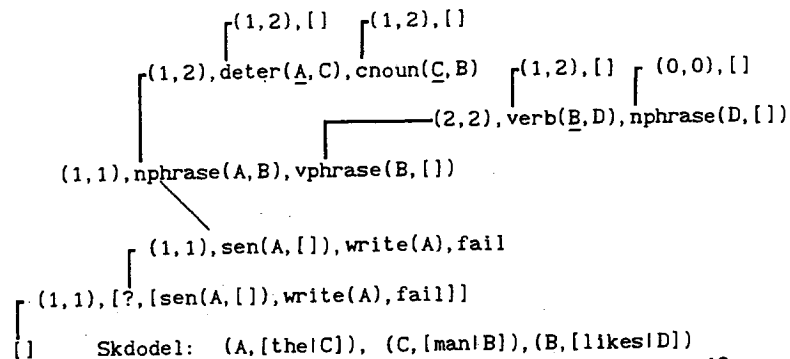 (1,2),[] (1,2),[]
(1,2),deter(A,C),cnoun(C,B) (1,2),[] (0,0),[]
(2,2),verb(B,D),nphrase(D,[])
(1,1),nphrase(A,B),vphrase(B,[])
(1,1),sen(A,[]),write(A),fail
(1,1),[?,[sen(A,[]),write(A),fail]]
[] Skdodel: (A,[the|C]), (C,[man|B]),(B,[likes|D])